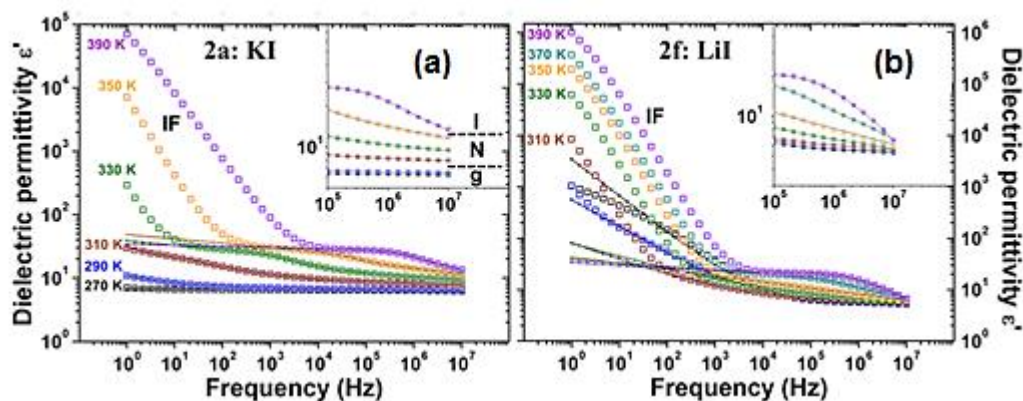 Dielectric permittivity ε'
10⁵
10⁴
10³
10²
10¹
10⁰
390 K
350 K
330 K
310 K
290 K
270 K
IF
2a: KI
(a)
10¹
I
N
g
10⁵ 10⁶ 10⁷
10⁰ 10¹ 10² 10³ 10⁴ 10⁵ 10⁶ 10⁷
Frequency (Hz)
390 K
370 K
350 K
330 K
310 K
IF
2f: LiI
(b)
10¹
10⁵ 10⁶ 10⁷
10⁰ 10¹ 10² 10³ 10⁴ 10⁵ 10⁶ 10⁷
Frequency (Hz)
10⁶
10⁵
10⁴
10³
10²
10¹
10⁰
Dielectric permittivity ε'